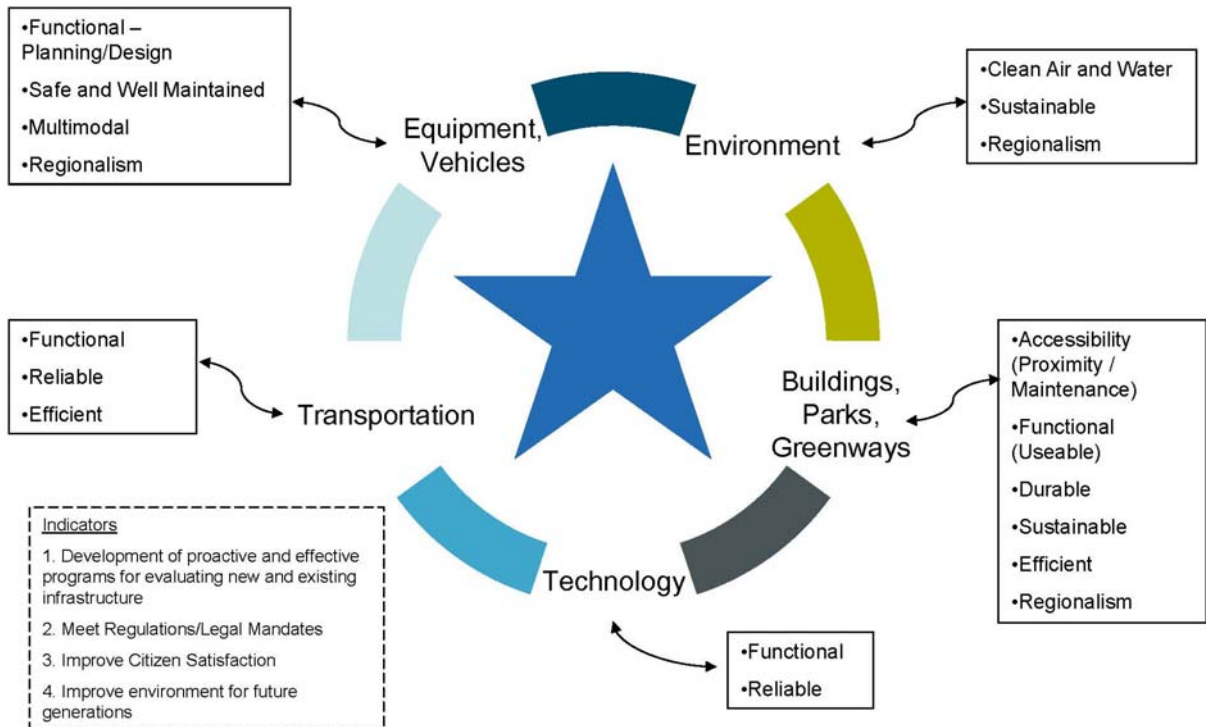 •Functional –
Planning/Design
•Safe and Well Maintained
•Multimodal
•Regionalism
Equipment,
Vehicles
Environment
•Clean Air and Water
•Sustainable
•Regionalism
•Functional
•Reliable
•Efficient
Transportation
Buildings,
Parks,
Greenways
•Accessibility
(Proximity /
Maintenance)
•Functional
(Useable)
•Durable
•Sustainable
•Efficient
•Regionalism
Technology
•Functional
•Reliable
Indicators
1. Development of proactive and effective
programs for evaluating new and existing
infrastructure
2. Meet Regulations/Legal Mandates
3. Improve Citizen Satisfaction
4. Improve environment for future
generations